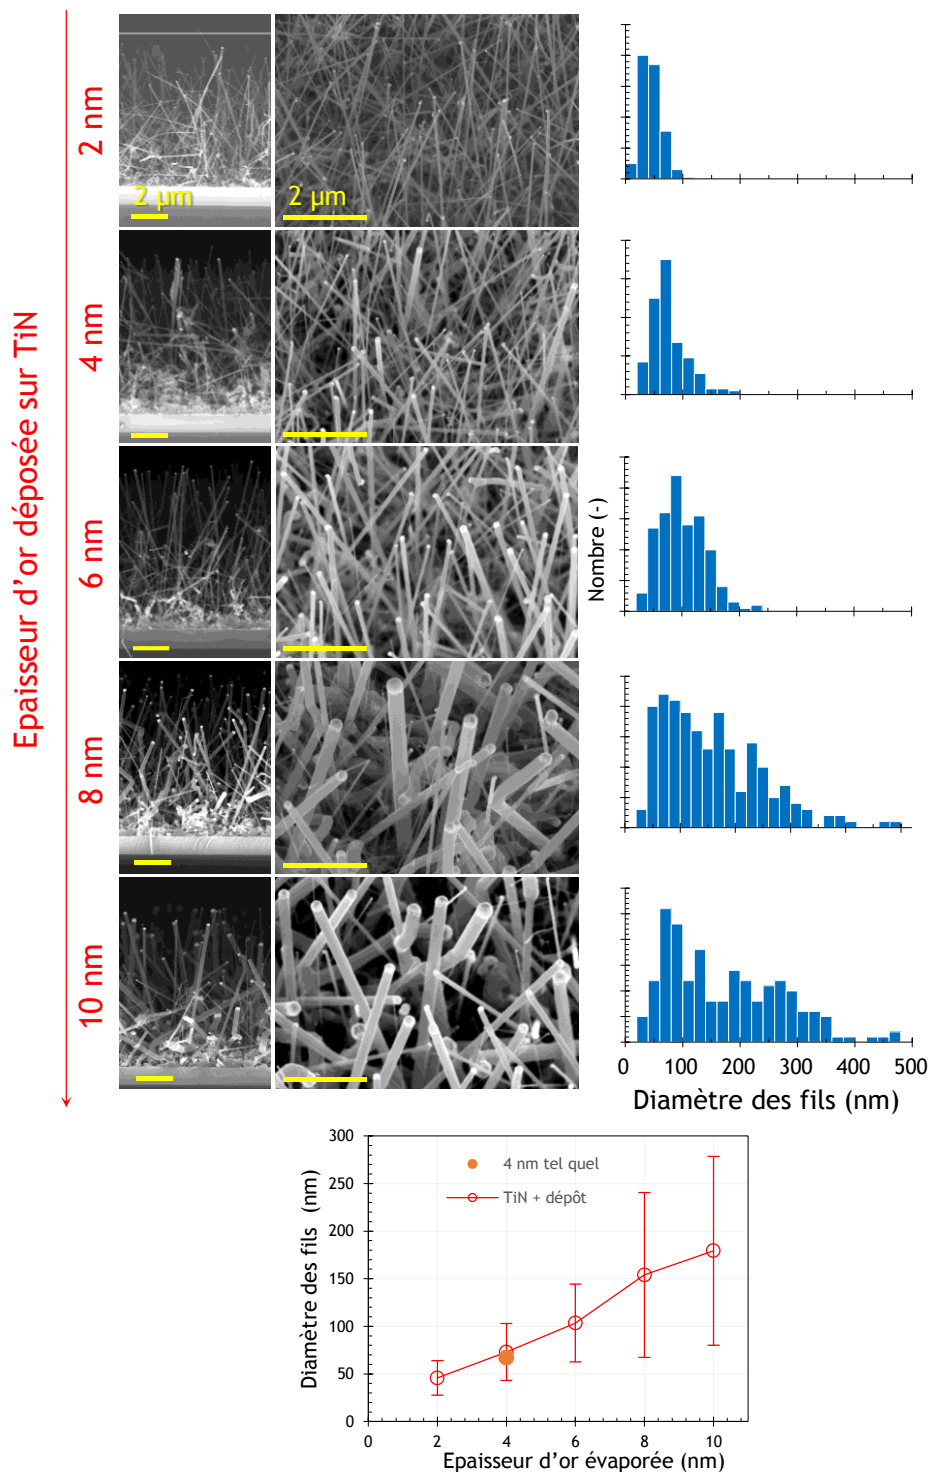 Epaisseur d'or déposée sur TiN
2 nm
2 µm
2 µm
4 nm
6 nm
8 nm
10 nm
Nombre (-)
0 100 200 300 400 500
Diamètre des fils (nm)
Diamètre des fils (nm)
300
250
200
150
100
50
0
4 nm tel quel
TiN + dépôt
0 2 4 6 8 10
Epaisseur d'or évaporée (nm)